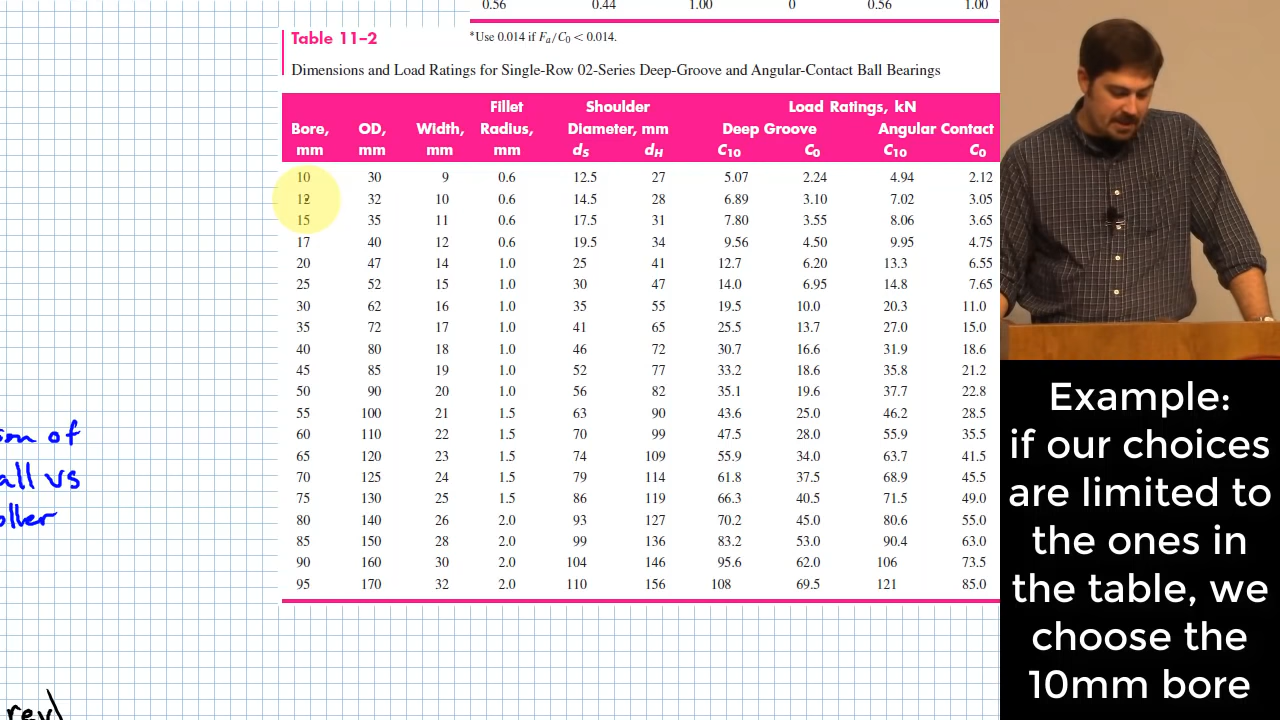 0.56 0.44 1.00 0 0.56 1.00
Table 11–2
*Use 0.014 if Fa/C0 < 0.014.
Dimensions and Load Ratings for Single-Row 02-Series Deep-Groove and Angular-Contact Ball Bearings
Fillet Shoulder Load Ratings, kN
Bore, OD, Width, Radius, Diameter, mm Deep Groove Angular Contact
mm mm mm mm dS dH C10 C0 C10 C0
10 30 9 0.6 12.5 27 5.07 2.24 4.94 2.12
12 32 10 0.6 14.5 28 6.89 3.10 7.02 3.05
15 35 11 0.6 17.5 31 7.80 3.55 8.06 3.65
17 40 12 0.6 19.5 34 9.56 4.50 9.95 4.75
20 47 14 1.0 25 41 12.7 6.20 13.3 6.55
25 52 15 1.0 30 47 14.0 6.95 14.8 7.65
30 62 16 1.0 35 55 19.5 10.0 20.3 11.0
35 72 17 1.0 41 65 25.5 13.7 27.0 15.0
40 80 18 1.0 46 72 30.7 16.6 31.9 18.6
45 85 19 1.0 52 77 33.2 18.6 35.8 21.2
50 90 20 1.0 56 82 35.1 19.6 37.7 22.8
55 100 21 1.5 63 90 43.6 25.0 46.2 28.5
60 110 22 1.5 70 99 47.5 28.0 55.9 35.5
65 120 23 1.5 74 109 55.9 34.0 63.7 41.5
70 125 24 1.5 79 114 61.8 37.5 68.9 45.5
75 130 25 1.5 86 119 66.3 40.5 71.5 49.0
80 140 26 2.0 93 127 70.2 45.0 80.6 55.0
85 150 28 2.0 99 136 83.2 53.0 90.4 63.0
90 160 30 2.0 104 146 95.6 62.0 106 73.5
95 170 32 2.0 110 156 108 69.5 121 85.0
of
all vs
oller
rev)
Example:
if our choices
are limited to
the ones in
the table, we
choose the
10mm bore